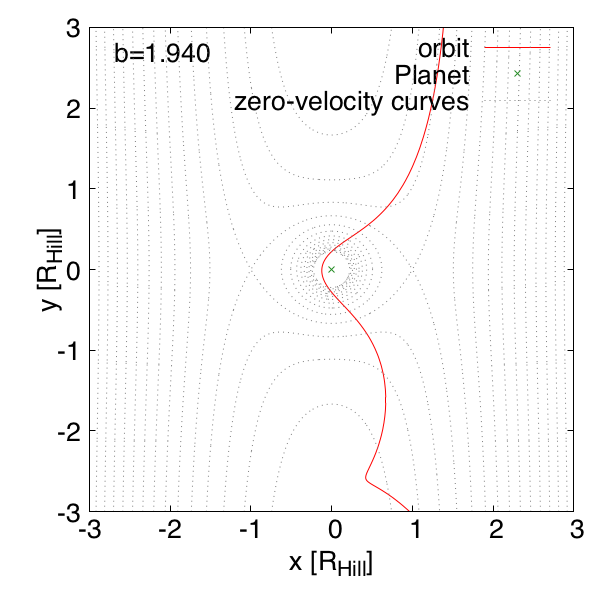 b=1.940
orbit
Planet
zero-velocity curves
y [R_Hill]
3
2
1
0
-1
-2
-3
-3 -2 -1 0 1 2 3
x [R_Hill]